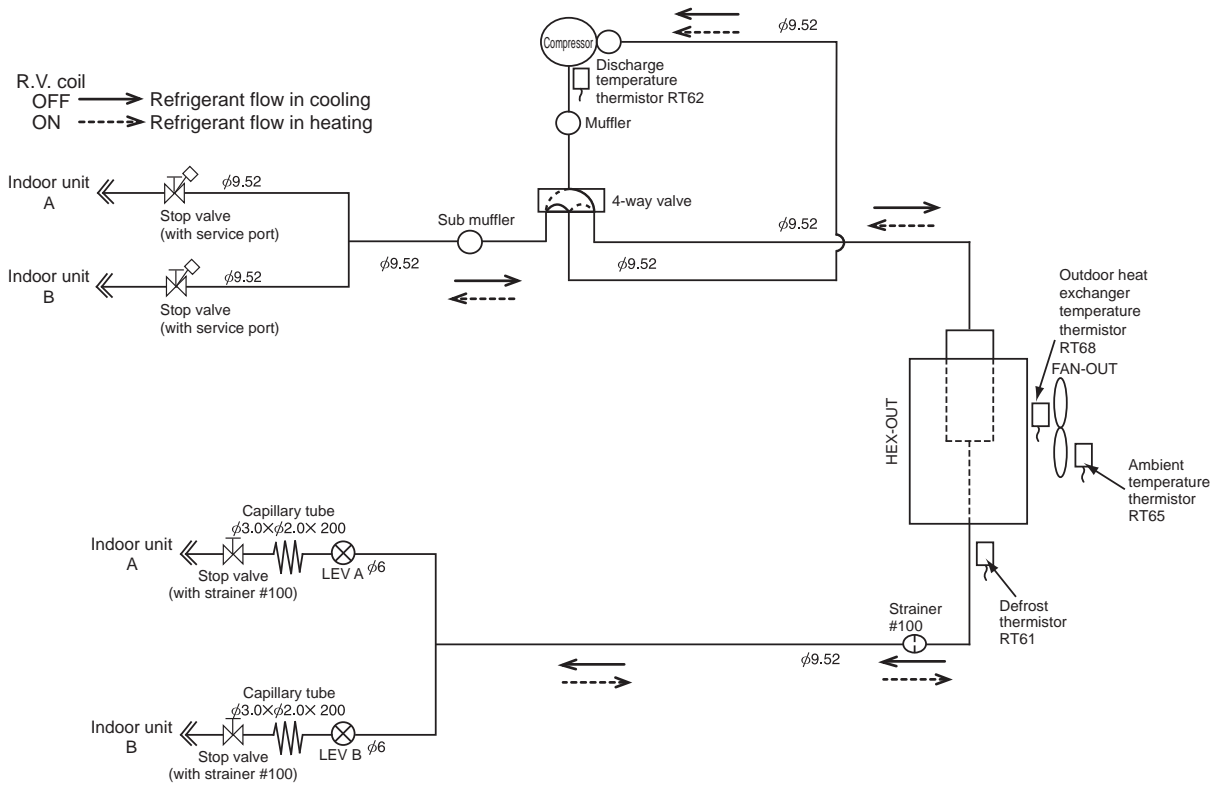 Compressor
φ9.52
Discharge
temperature
thermistor RT62
Muffler
R.V. coil
OFF Refrigerant flow in cooling
ON Refrigerant flow in heating
Indoor unit
A
φ9.52
Stop valve
(with service port)
Indoor unit
B
φ9.52
Stop valve
(with service port)
Sub muffler
φ9.52
4-way valve
φ9.52
φ9.52
Outdoor heat
exchanger
temperature
thermistor
RT68
FAN-OUT
HEX-OUT
Ambient
temperature
thermistor
RT65
Defrost
thermistor
RT61
Strainer
#100
φ9.52
Capillary tube
φ3.0×φ2.0× 200
Indoor unit
A
LEV A
φ6
Stop valve
(with strainer #100)
Capillary tube
φ3.0×φ2.0× 200
Indoor unit
B
LEV B
φ6
Stop valve
(with strainer #100)